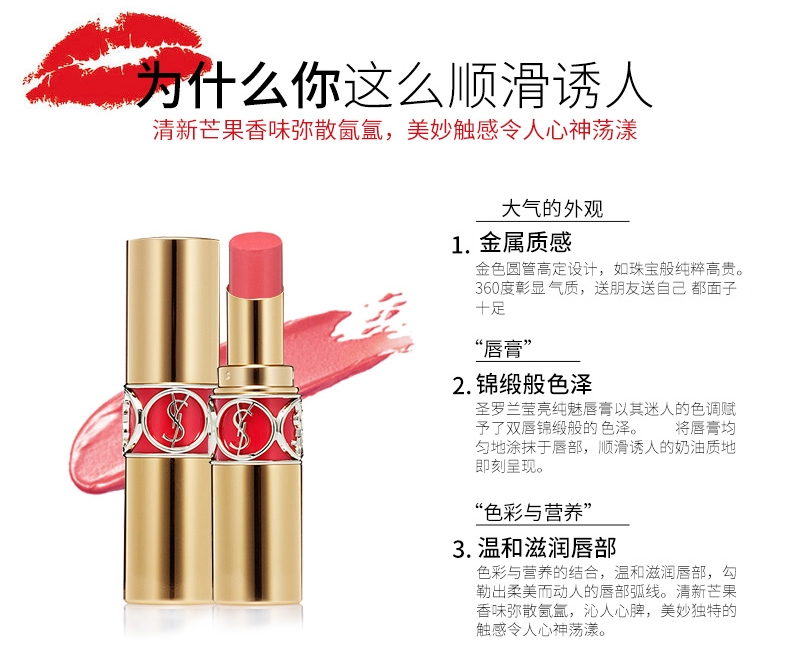 为什么你这么顺滑诱人
清新芒果香味弥散氤氲，美妙触感令人心神荡漾
大气的外观
1. 金属质感
金色圆管高定设计，如珠宝般纯粹高贵。
360度彰显 气质，送朋友送自己 都面子
十足
“唇膏”
2. 锦缎般色泽
圣罗兰莹亮纯魅唇膏以其迷人的色调赋
予了双唇锦缎般的 色泽。 将唇膏均
匀地涂抹于唇部，顺滑诱人的奶油质地
即刻呈现。
“色彩与营养”
3. 温和滋润唇部
色彩与营养的结合，温和滋润唇部，勾
勒出柔美而动人的唇部弧线。清新芒果
香味弥散氤氲，沁人心脾，美妙独特的
触感令人心神荡漾。
YSL
YSL